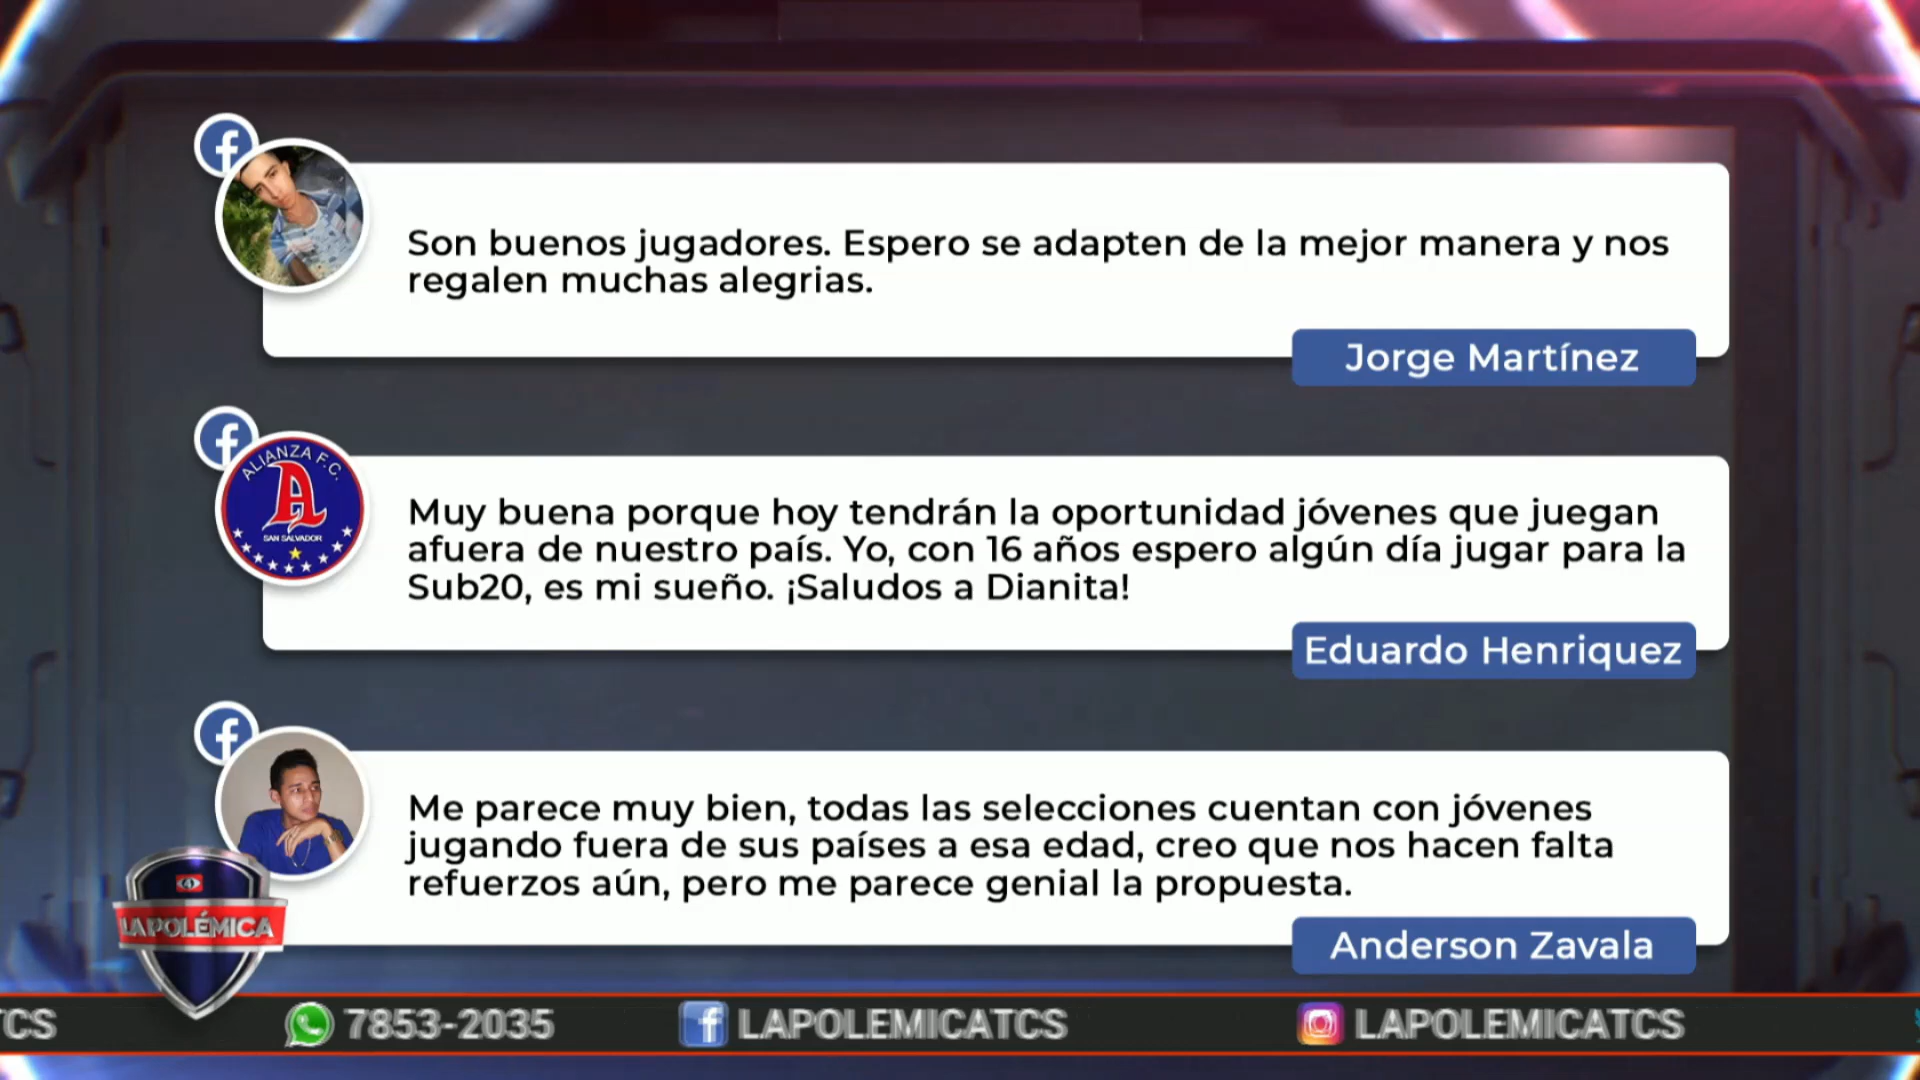 Son buenos jugadores. Espero se adapten de la mejor manera y nos
regalen muchas alegrias.
Jorge Martínez
ALIANZA F.C.
A
SAN SALVADOR
Muy buena porque hoy tendrán la oportunidad jóvenes que juegan
afuera de nuestro país. Yo, con 16 años espero algún día jugar para la
Sub20, es mi sueño. ¡Saludos a Dianita!
Eduardo Henriquez
Me parece muy bien, todas las selecciones cuentan con jóvenes
jugando fuera de sus países a esa edad, creo que nos hacen falta
refuerzos aún, pero me parece genial la propuesta.
Anderson Zavala
4
LA POLÉMICA
TCS
7853-2035
LAPOLEMICATCS
LAPOLEMICATCS